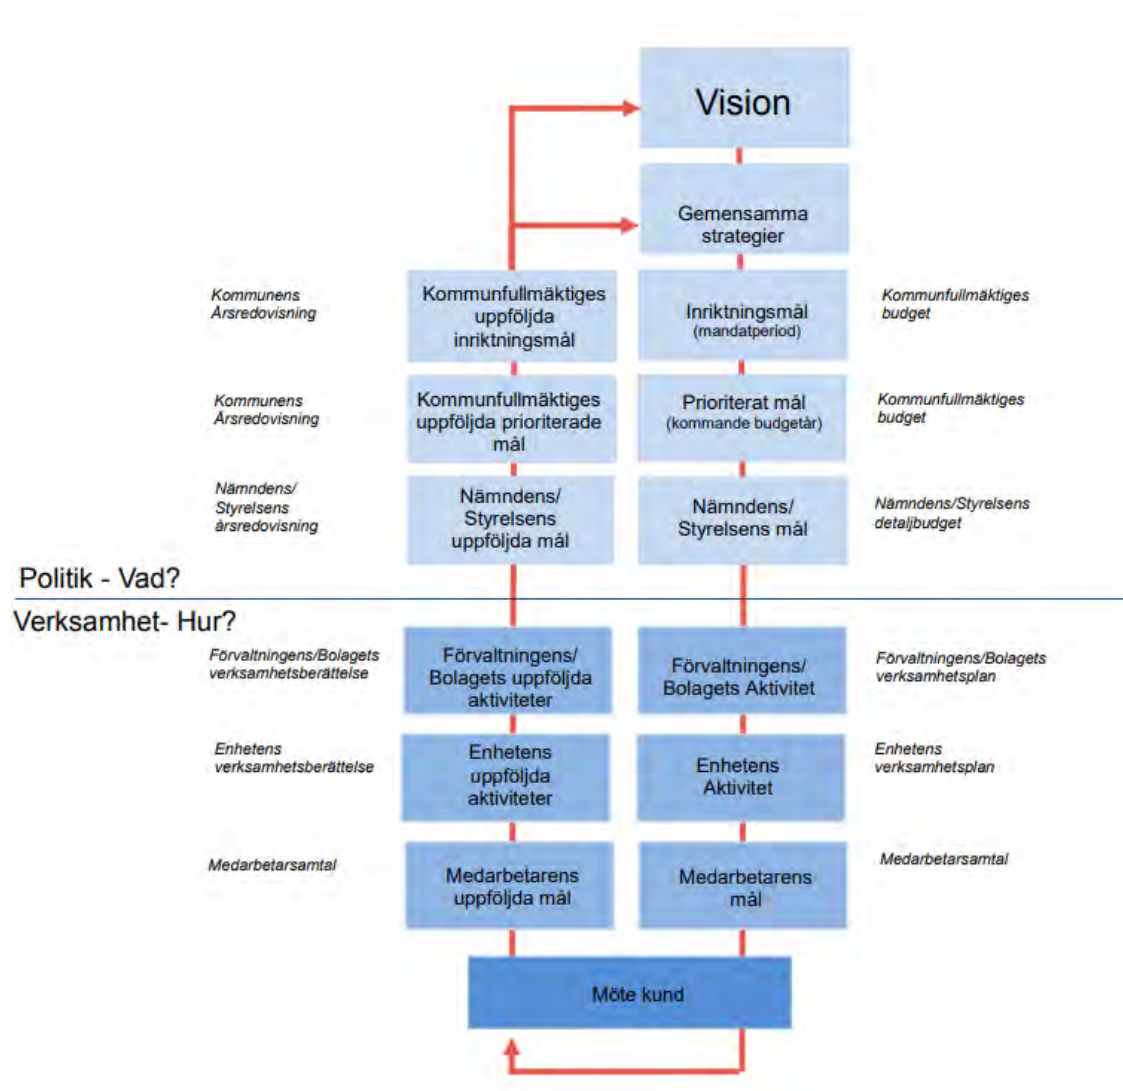 Vision
Gemensamma
strategier
Kommunens
Årsredovisning
Kommunfullmäktiges
uppföljda
inriktningsmål
Inriktningsmål
(mandatperiod)
Kommunfullmäktiges
budget
Kommunens
Årsredovisning
Kommunfullmäktiges
uppföljda prioriterade
mål
Prioriterat mål
(kommande budgetår)
Kommunfullmäktiges
budget
Nämndens/
Styrelsens
årsredovisning
Nämndens/
Styrelsens
uppföljda mål
Nämndens/
Styrelsens mål
Nämndens/Styrelsens
detaljbudget
Politik - Vad?
Verksamhet- Hur?
Förvaltningens/Bolagets
verksamhetsberättelse
Förvaltningens/
Bolagets uppföljda
aktiviteter
Förvaltningens/
Bolagets Aktivitet
Förvaltningens/Bolagets
verksamhetsplan
Enhetens
verksamhetsberättelse
Enhetens
uppföljda
aktiviteter
Enhetens
Aktivitet
Enhetens
verksamhetsplan
Medarbetarsamtal
Medarbetarens
uppföljda mål
Medarbetarens
mål
Medarbetarsamtal
Möte kund